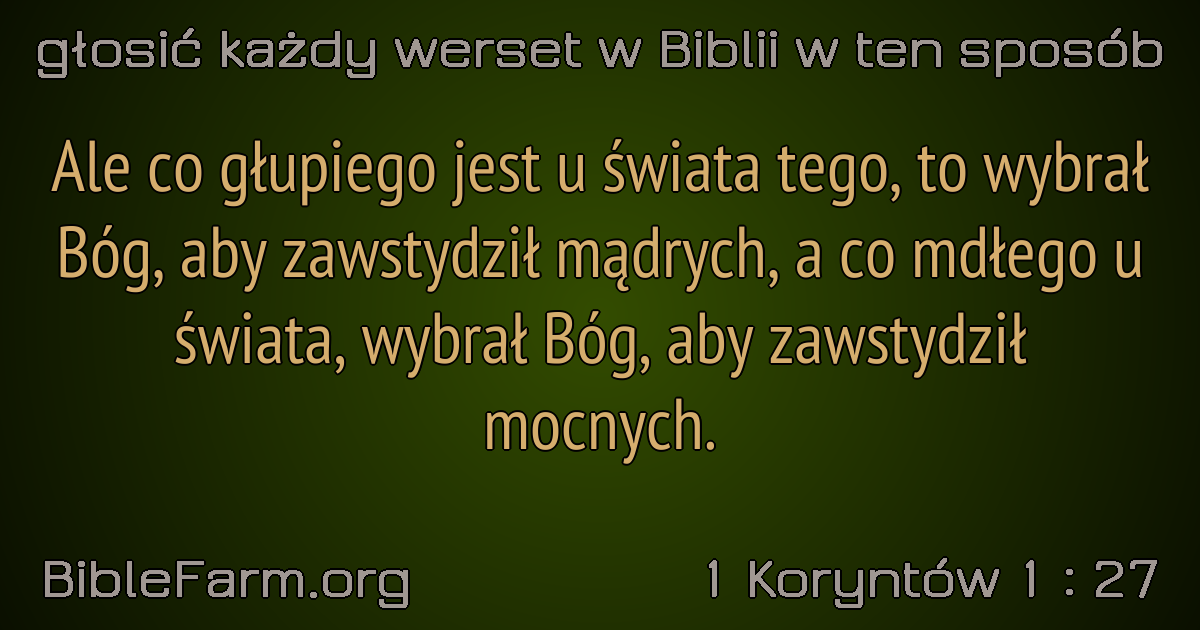 głosić każdy werset w Biblii w ten sposób
Ale co głupiego jest u świata tego, to wybrał
Bóg, aby zawstydził mądrych, a co mdłego u
świata, wybrał Bóg, aby zawstydził
mocnych.
BibleFarm.org
1 Koryntów 1 : 27